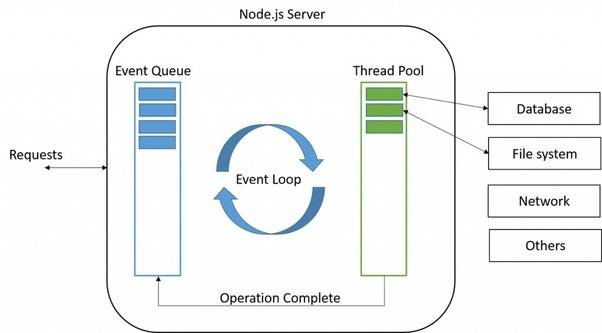 Node.js Server
Event Queue
Thread Pool
Requests
Event Loop
Database
File system
Network
Others
Operation Complete